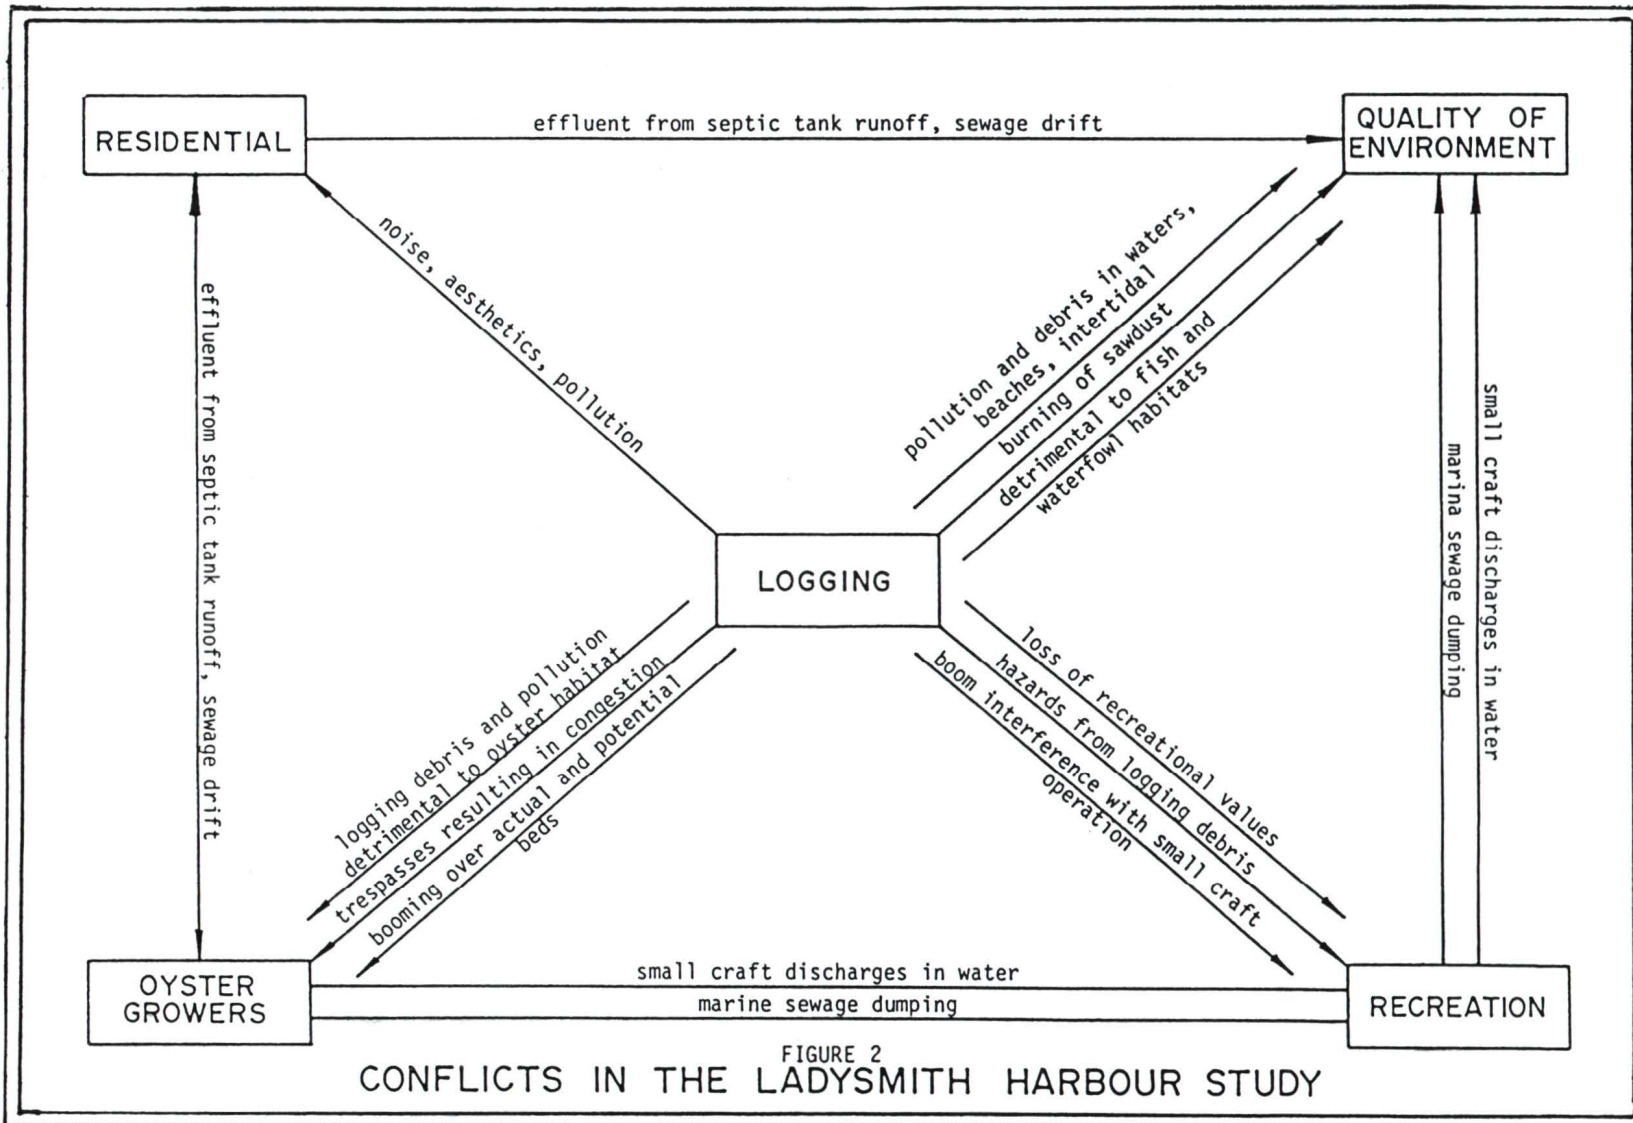 RESIDENTIAL
effluent from septic tank runoff, sewage drift
QUALITY OF
ENVIRONMENT
noise, aesthetics, pollution
pollution and debris in waters,
beaches, intertidal
burning of sawdust
detrimental to fish and
waterfowl habitats
effluent from septic tank runoff, sewage drift
marina sewage dumping
small craft discharges in water
LOGGING
logging debris and pollution
detrimental to oyster habitat
trespasses resulting in congestion
booming over actual and potential
beds
loss of recreational values
hazards from logging debris
boom interference with small craft
operation
OYSTER
GROWERS
small craft discharges in water
marine sewage dumping
RECREATION
FIGURE 2
CONFLICTS IN THE LADYSMITH HARBOUR STUDY